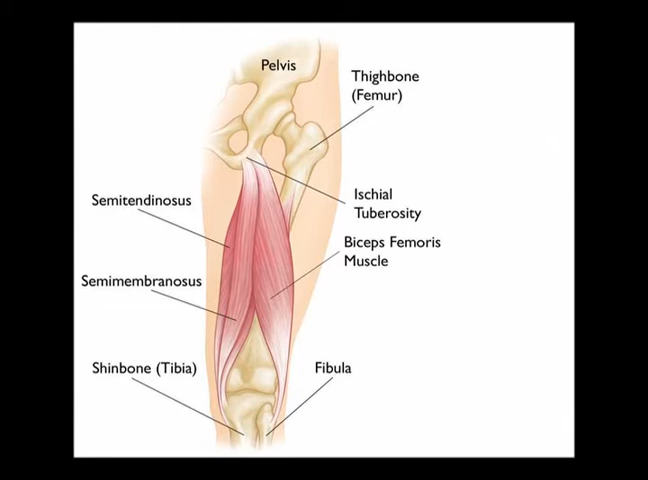 Pelvis
Thighbone
(Femur)
Ischial
Tuberosity
Semitendinosus
Biceps Femoris
Muscle
Semimembranosus
Shinbone (Tibia)
Fibula